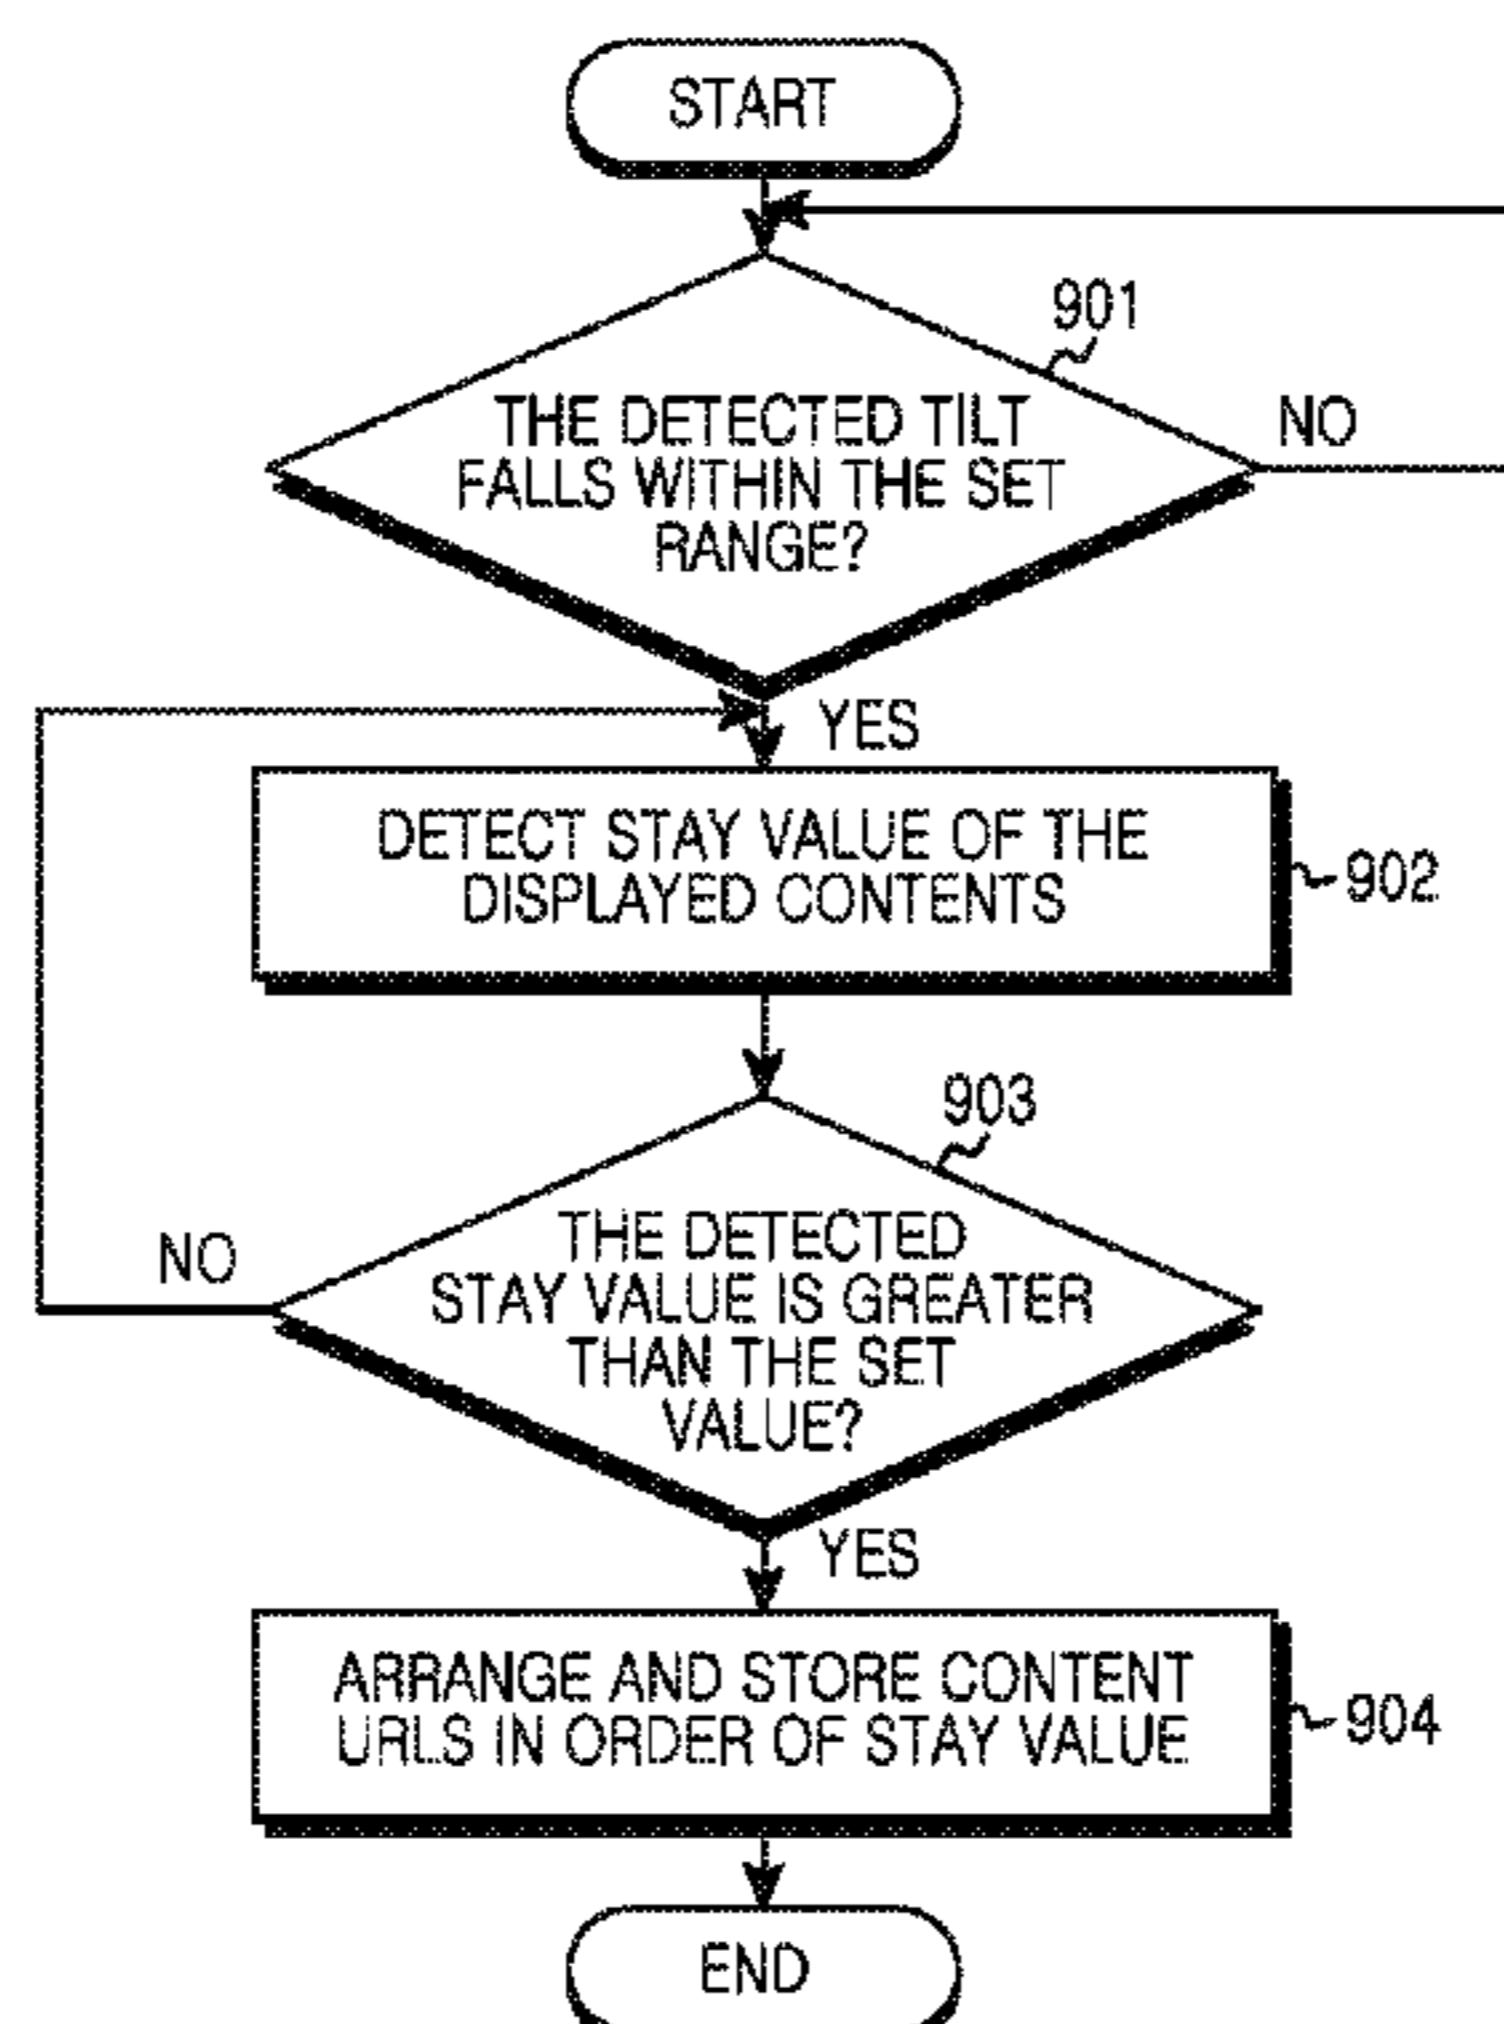 START
901
THE DETECTED TILT
FALLS WITHIN THE SET
RANGE?
NO
YES
DETECT STAY VALUE OF THE
DISPLAYED CONTENTS
902
903
THE DETECTED
STAY VALUE IS GREATER
THAN THE SET
VALUE?
NO
YES
ARRANGE AND STORE CONTENT
URLS IN ORDER OF STAY VALUE
904
END